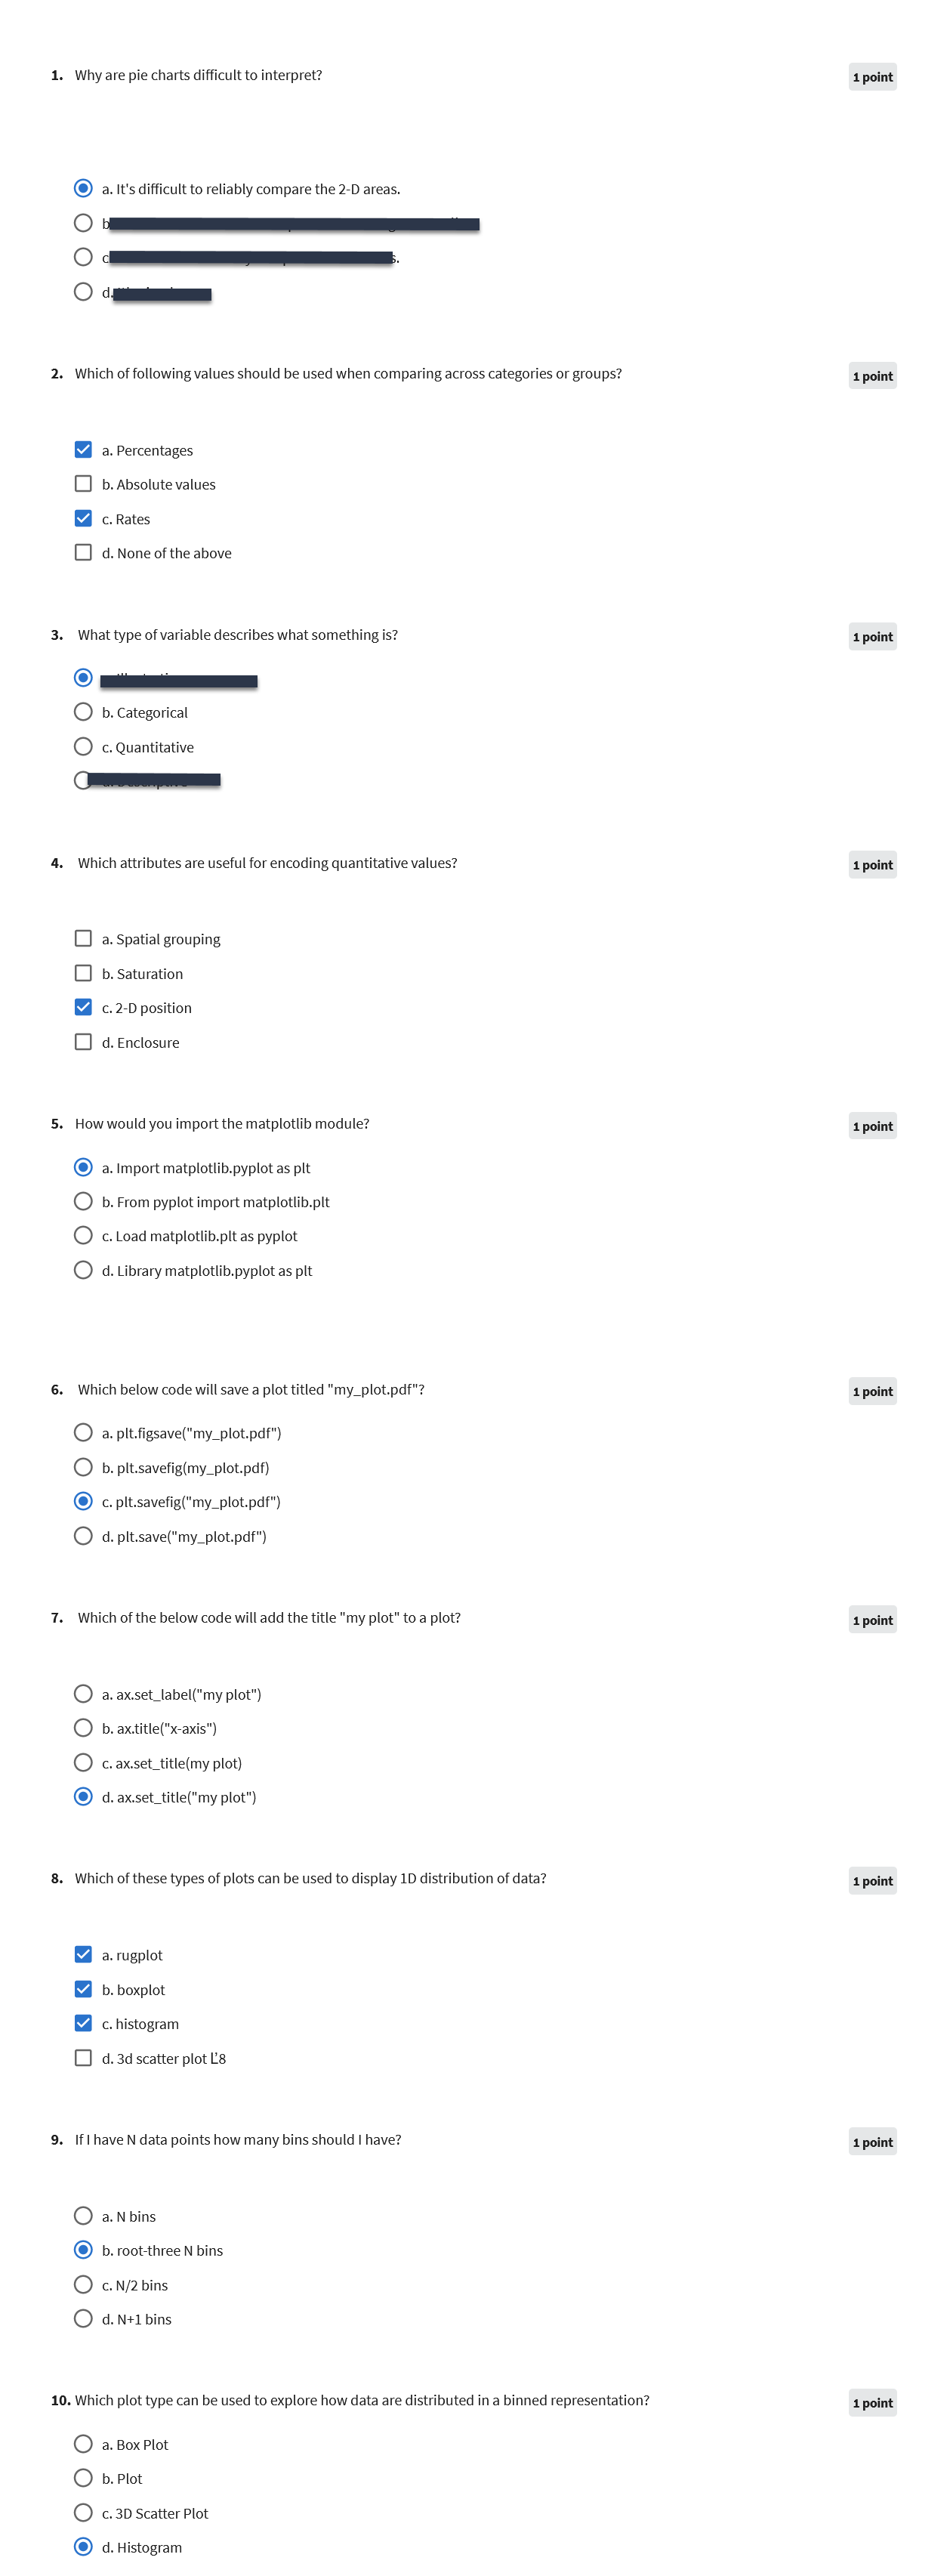 1. Why are pie charts difficult to interpret?
1 point
a. It's difficult to reliably compare the 2-D areas.
b
c s.
d.
2. Which of following values should be used when comparing across categories or groups?
1 point
a. Percentages
b. Absolute values
c. Rates
d. None of the above
3. What type of variable describes what something is?
1 point
b. Categorical
c. Quantitative
4. Which attributes are useful for encoding quantitative values?
1 point
a. Spatial grouping
b. Saturation
c. 2-D position
d. Enclosure
5. How would you import the matplotlib module?
1 point
a. Import matplotlib.pyplot as plt
b. From pyplot import matplotlib.plt
c. Load matplotlib.plt as pyplot
d. Library matplotlib.pyplot as plt
6. Which below code will save a plot titled "my_plot.pdf"?
1 point
a. plt.figsave("my_plot.pdf")
b. plt.savefig(my_plot.pdf)
c. plt.savefig("my_plot.pdf")
d. plt.save("my_plot.pdf")
7. Which of the below code will add the title "my plot" to a plot?
1 point
a. ax.set_label("my plot")
b. ax.title("x-axis")
c. ax.set_title(my plot)
d. ax.set_title("my plot")
8. Which of these types of plots can be used to display 1D distribution of data?
1 point
a. rugplot
b. boxplot
c. histogram
d. 3d scatter plot Ľ8
9. If I have N data points how many bins should I have?
1 point
a. N bins
b. root-three N bins
c. N/2 bins
d. N+1 bins
10. Which plot type can be used to explore how data are distributed in a binned representation?
1 point
a. Box Plot
b. Plot
c. 3D Scatter Plot
d. Histogram